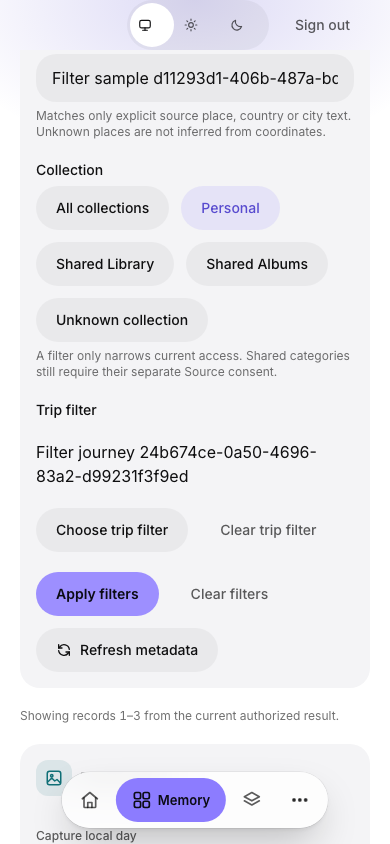 Sign out
Filter sample d11293d1-406b-487a-bc
Matches only explicit source place, country or city text.
Unknown places are not inferred from coordinates.
Collection
All collections
Personal
Shared Library
Shared Albums
Unknown collection
A filter only narrows current access. Shared categories
still require their separate Source consent.
Trip filter
Filter journey 24b674ce-0a50-4696-
83a2-d99231f3f9ed
Choose trip filter
Clear trip filter
Apply filters
Clear filters
Refresh metadata
Showing records 1–3 from the current authorized result.
Memory
Capture local day